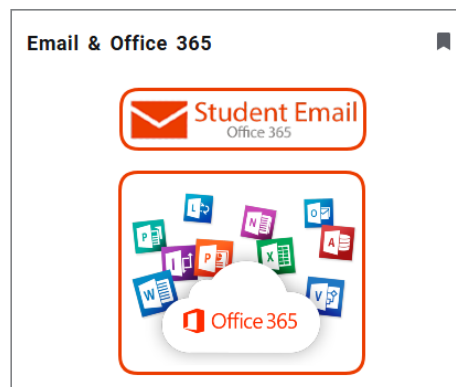 Email & Office 365
Student Email
Office 365
L
N
O
P
A
I
P
X
W
V
Office 365